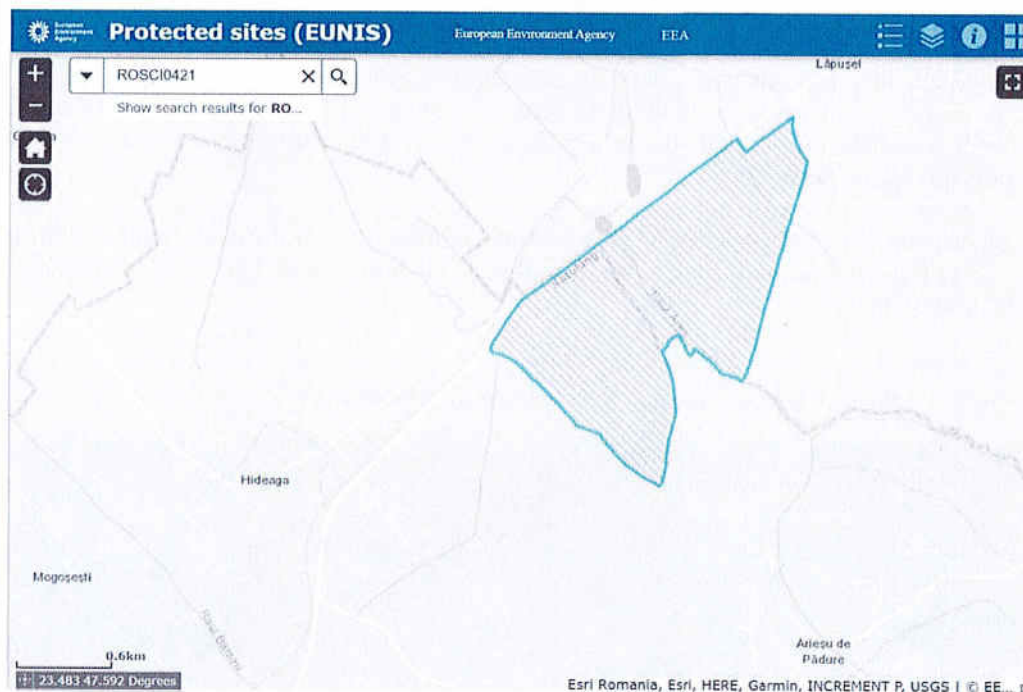 European
Environment
Agency
Protected sites (EUNIS)
European Environment Agency
EEA
+
ROSCI0421
−
Show search results for RO...
Lăpușel
Hideaga
Mogoșești
Arieșu de
Pădure
0.6km
23.483 47.592 Degrees
Esri Romania, Esri, HERE, Garmin, INCREMENT P, USGS | © EE...